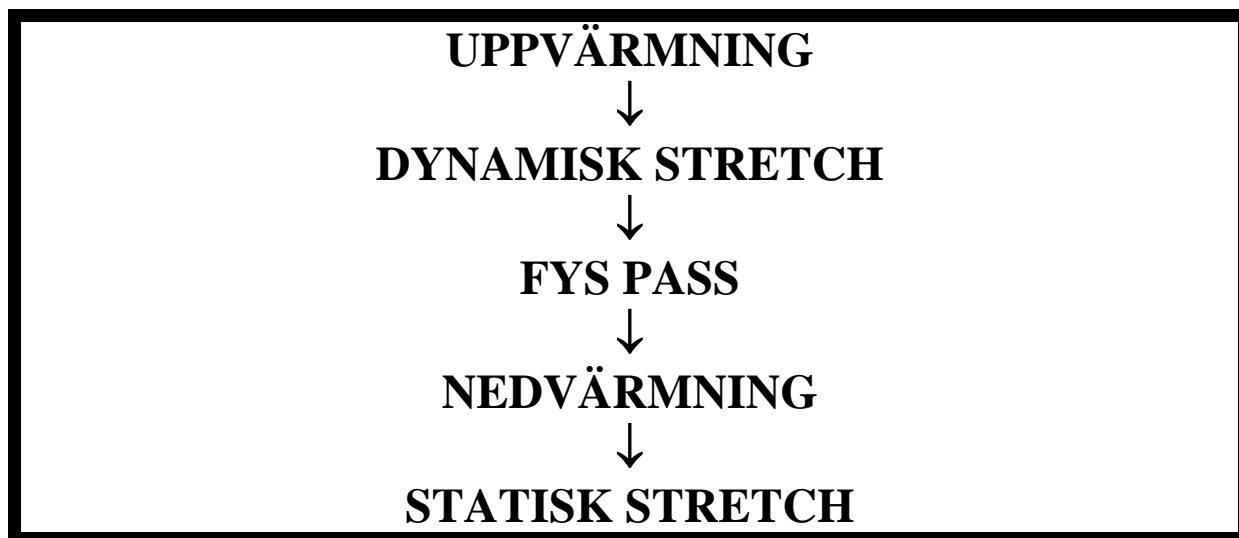 UPPVÄRMNING
↓
DYNAMISK STRETCH
↓
FYS PASS
↓
NEDVÄRMNING
↓
STATISK STRETCH